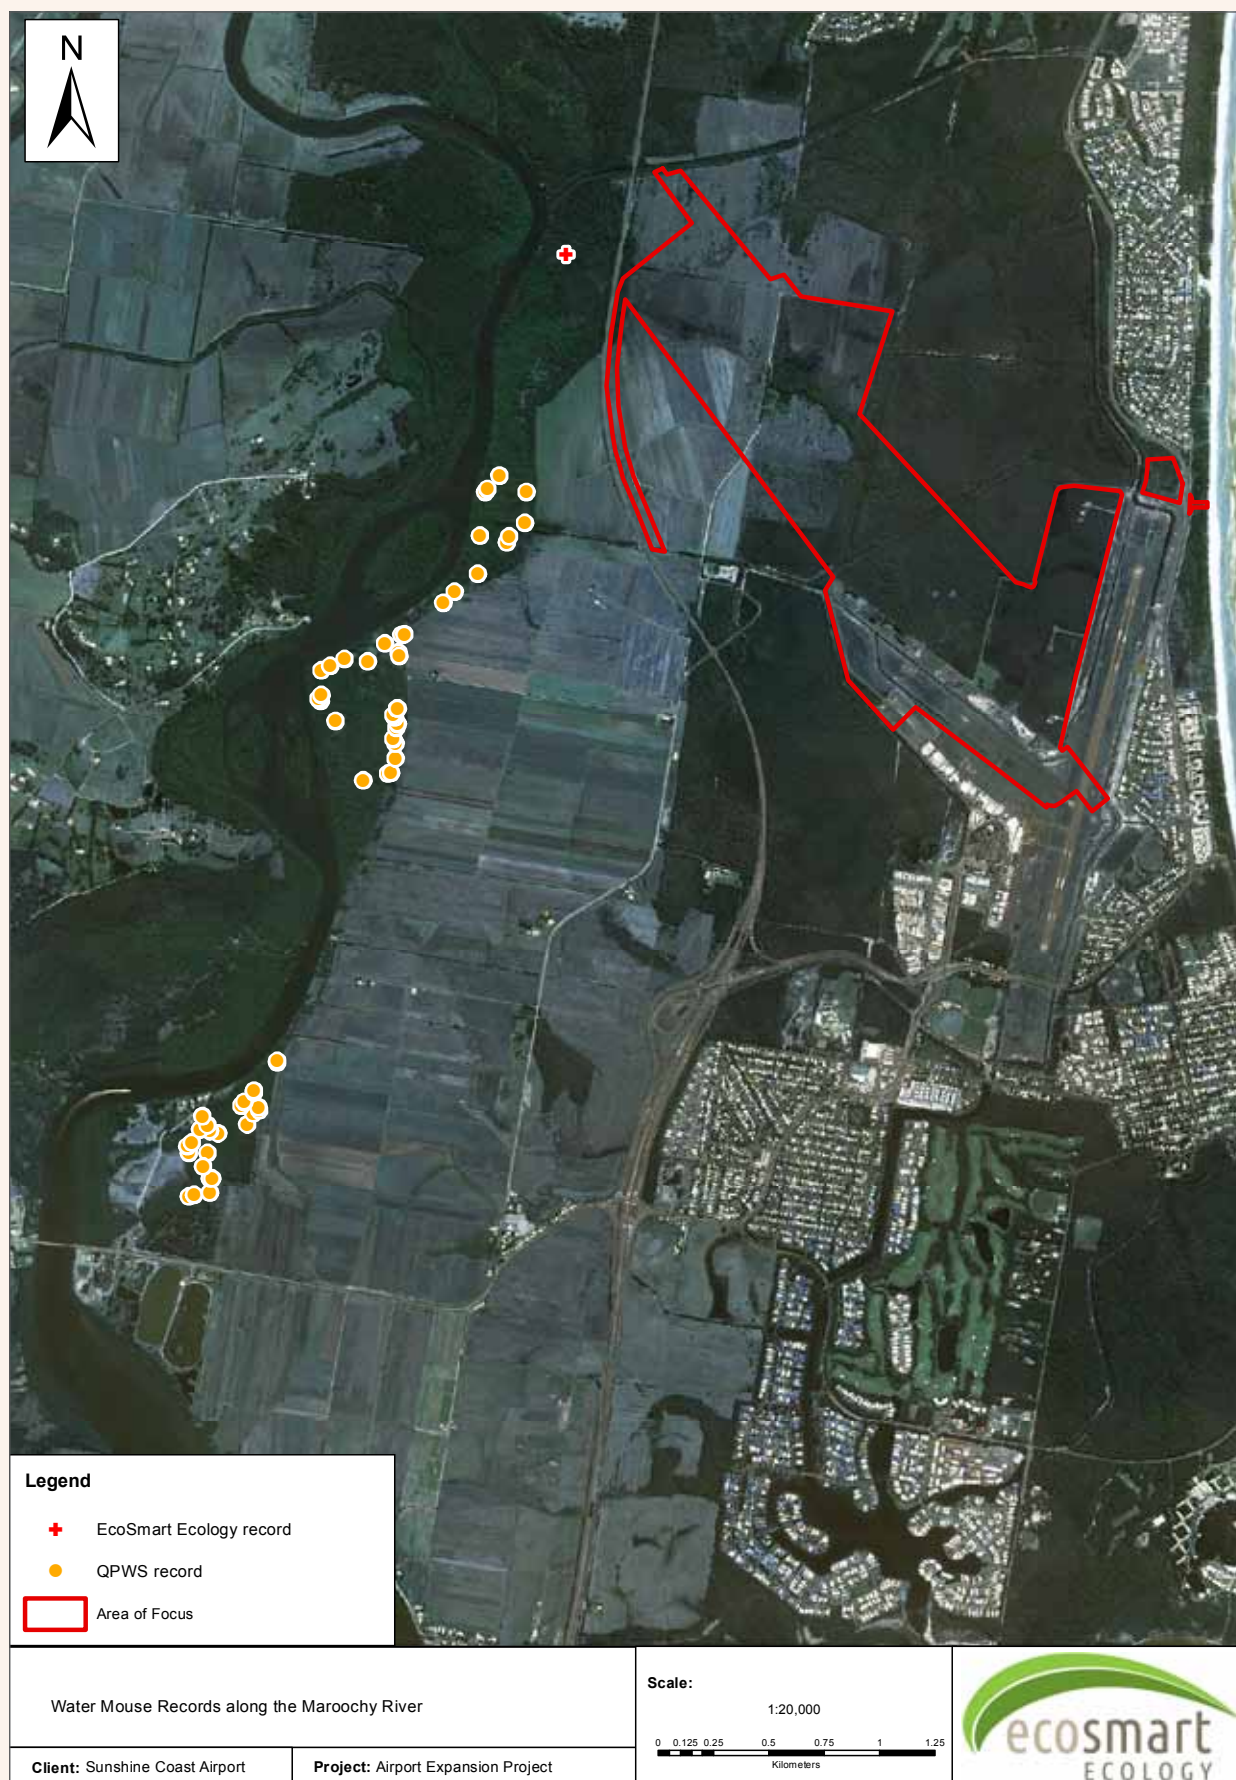 N
Legend
EcoSmart Ecology record
QPWS record
Area of Focus
Water Mouse Records along the Maroochy River
Client: Sunshine Coast Airport
Project: Airport Expansion Project
Scale:
1:20,000
0 0.125 0.25 0.5 0.75 1 1.25
Kilometers
ecosmart
ECOLOGY